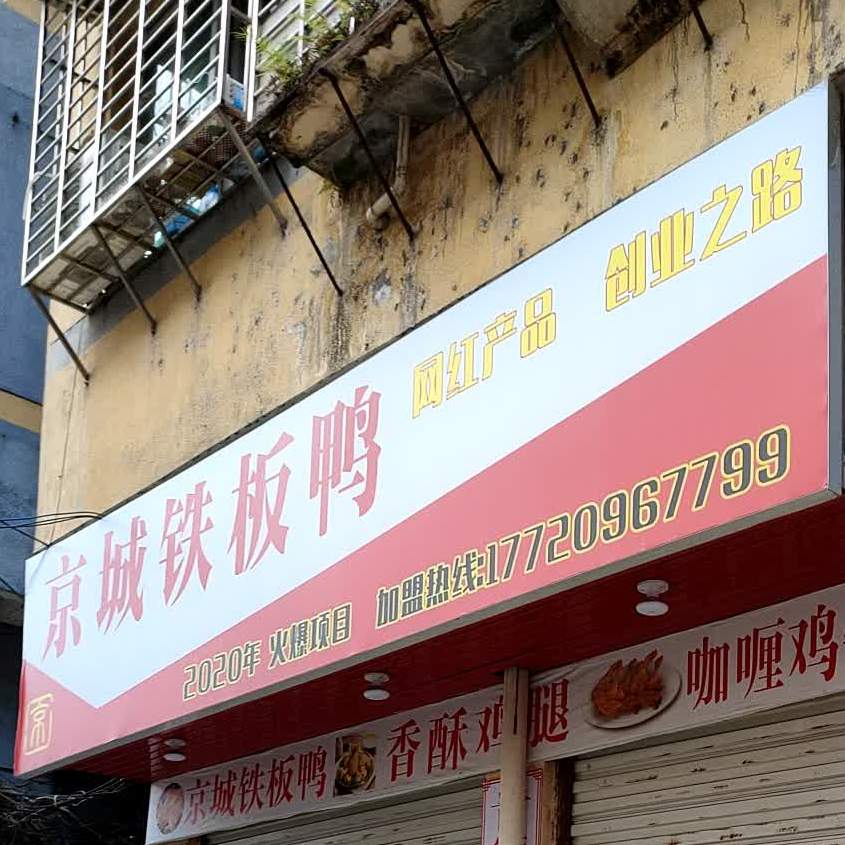 京城铁板鸭
网红产品 创业之路
2020年 火爆项目 加盟热线:17720967799
京
京城铁板鸭 香酥鸡腿 咖喱鸡